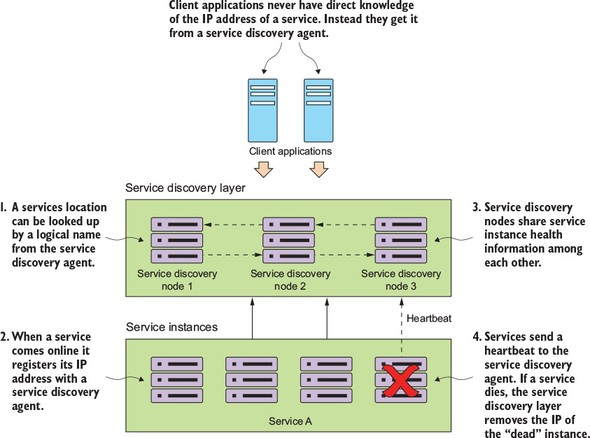 Client applications never have direct knowledge
of the IP address of a service. Instead they get it
from a service discovery agent.
Client applications
Service discovery layer
1. A services location
can be looked up
by a logical name
from the service
discovery agent.
Service discovery
node 1
Service discovery
node 2
Service discovery
node 3
3. Service discovery
nodes share service
instance health
information among
each other.
Heartbeat
Service instances
2. When a service
comes online it
registers its IP
address with a
service discovery
agent.
Service A
4. Services send a
heartbeat to the
service discovery
agent. If a service
dies, the service
discovery layer
removes the IP of
the “dead” instance.